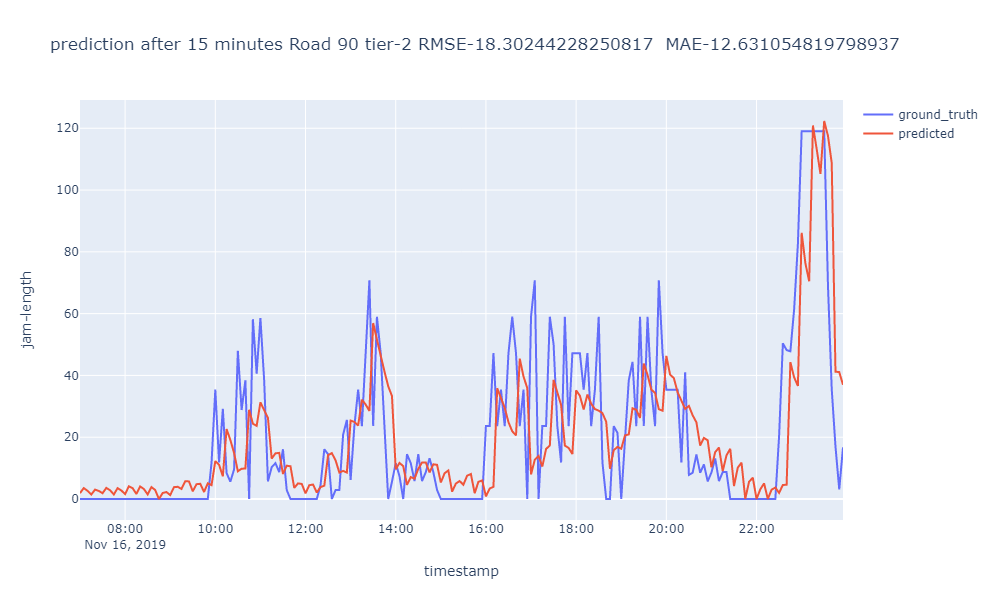 prediction after 15 minutes Road 90 tier-2 RMSE-18.30244228250817 MAE-12.631054819798937
ground_truth
predicted
120
100
80
60
40
20
0
jam-length
08:00 10:00 12:00 14:00 16:00 18:00 20:00 22:00
Nov 16, 2019
timestamp